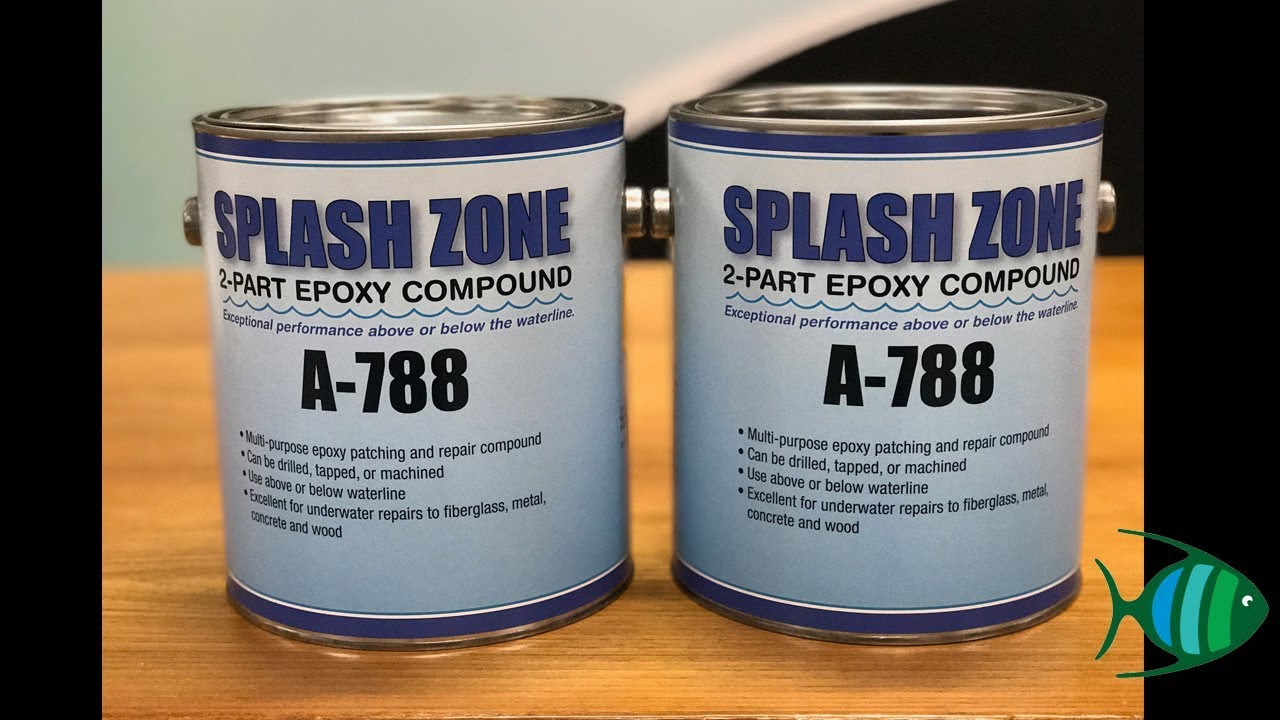 SPLASH ZONE
2-PART EPOXY COMPOUND
Exceptional performance above or below the waterline.
A-788
• Multi-purpose epoxy patching and repair compound
• Can be drilled, tapped, or machined
• Use above or below waterline
• Excellent for underwater repairs to fiberglass, metal,
concrete and wood
SPLASH ZONE
2-PART EPOXY COMPOUND
Exceptional performance above or below the waterline.
A-788
• Multi-purpose epoxy patching and repair compound
• Can be drilled, tapped, or machined
• Use above or below waterline
• Excellent for underwater repairs to fiberglass, metal,
concrete and wood